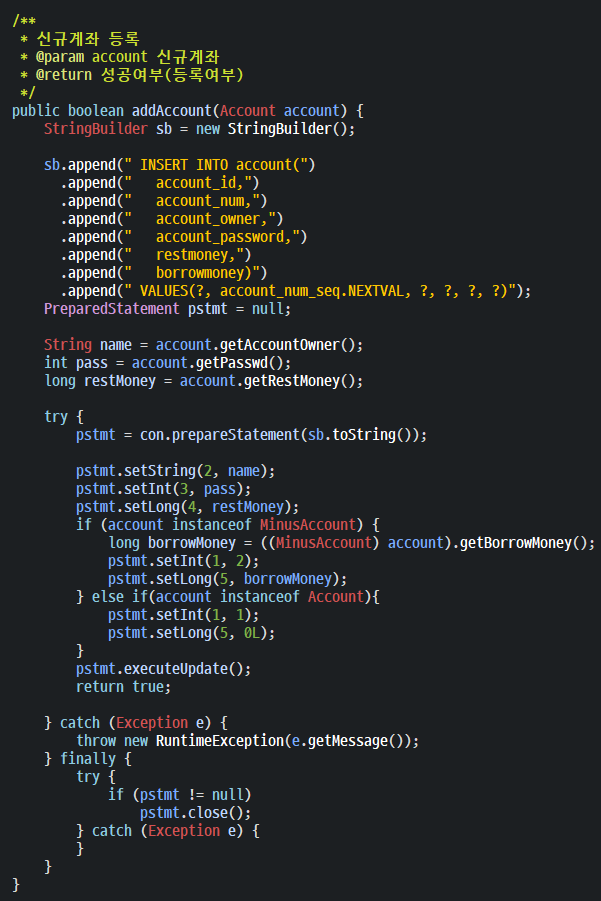 /**
 * 신규계좌 등록
 * @param account 신규계좌
 * @return 성공여부(등록여부)
 */
public boolean addAccount(Account account) {
    StringBuilder sb = new StringBuilder();

    sb.append(" INSERT INTO account(")
      .append("   account_id,")
      .append("   account_num,")
      .append("   account_owner,")
      .append("   account_password,")
      .append("   restmoney,")
      .append("   borrowmoney)")
      .append(" VALUES(?, account_num_seq.NEXTVAL, ?, ?, ?, ?)");
    PreparedStatement pstmt = null;

    String name = account.getAccountOwner();
    int pass = account.getPasswd();
    long restMoney = account.getRestMoney();

    try {
        pstmt = con.prepareStatement(sb.toString());

        pstmt.setString(2, name);
        pstmt.setInt(3, pass);
        pstmt.setLong(4, restMoney);
        if (account instanceof MinusAccount) {
            long borrowMoney = ((MinusAccount) account).getBorrowMoney();
            pstmt.setInt(1, 2);
            pstmt.setLong(5, borrowMoney);
        } else if(account instanceof Account){
            pstmt.setInt(1, 1);
            pstmt.setLong(5, 0L);
        }
        pstmt.executeUpdate();
        return true;

    } catch (Exception e) {
        throw new RuntimeException(e.getMessage());
    } finally {
        try {
            if (pstmt != null)
                pstmt.close();
        } catch (Exception e) {
        }
    }
}